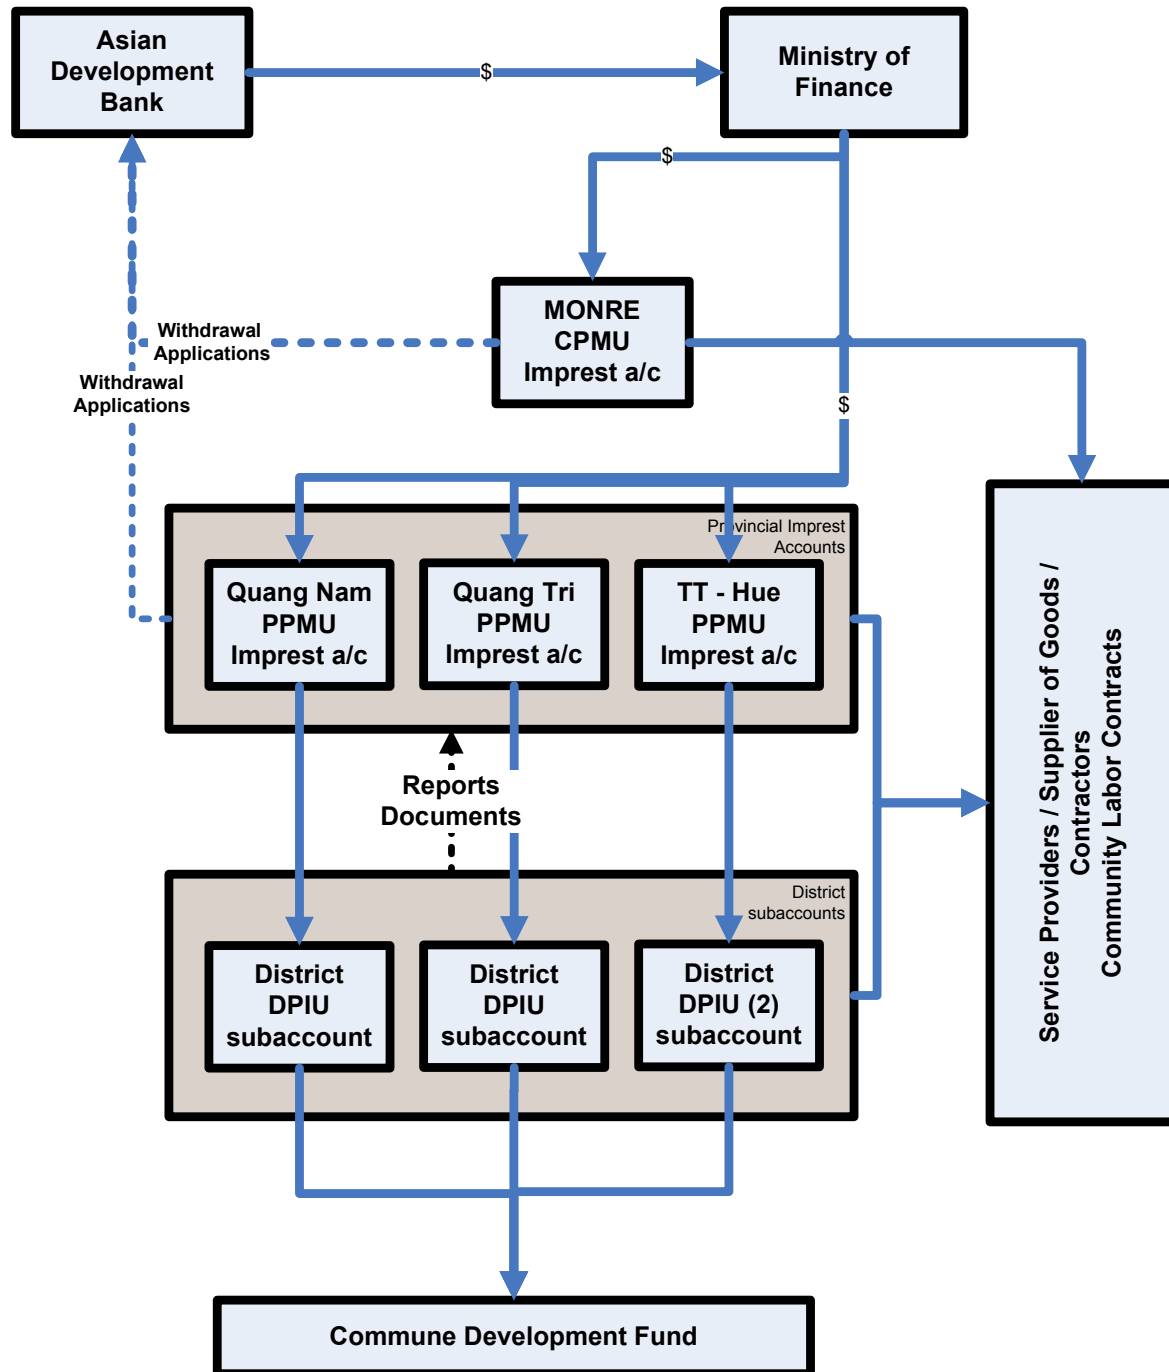 Asian
Development
Bank
$
Ministry of
Finance
$
MONRE
CPMU
Imprest a/c
Withdrawal
Applications
Withdrawal
Applications
$
Provincial Imprest
Accounts
Quang Nam
PPMU
Imprest a/c
Quang Tri
PPMU
Imprest a/c
TT - Hue
PPMU
Imprest a/c
Service Providers / Supplier of Goods /
Contractors
Community Labor Contracts
Reports
Documents
District
subaccounts
District
DPIU
subaccount
District
DPIU
subaccount
District
DPIU (2)
subaccount
Commune Development Fund